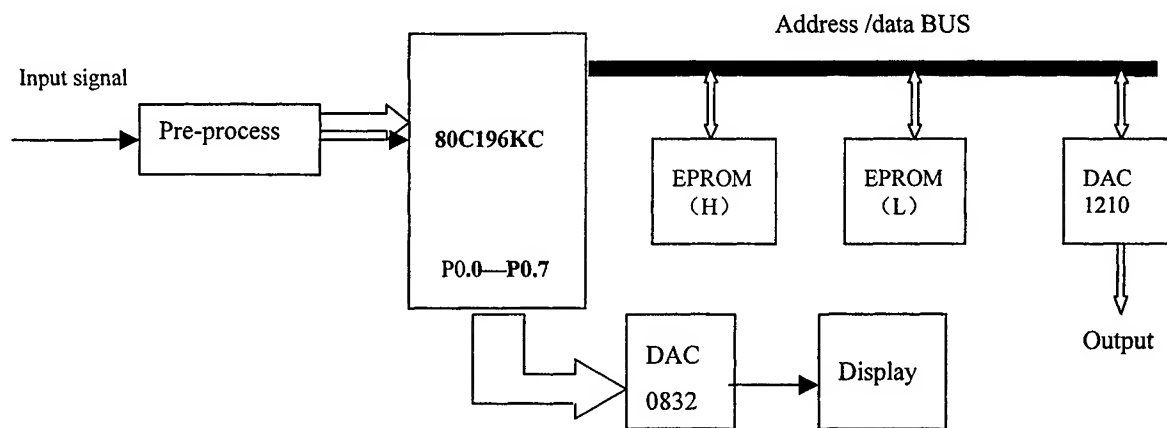 Address /data BUS
Input signal
Pre-process
80C196KC
P0.0—P0.7
EPROM
（H）
EPROM
（L）
DAC
1210
Output
DAC
0832
Display